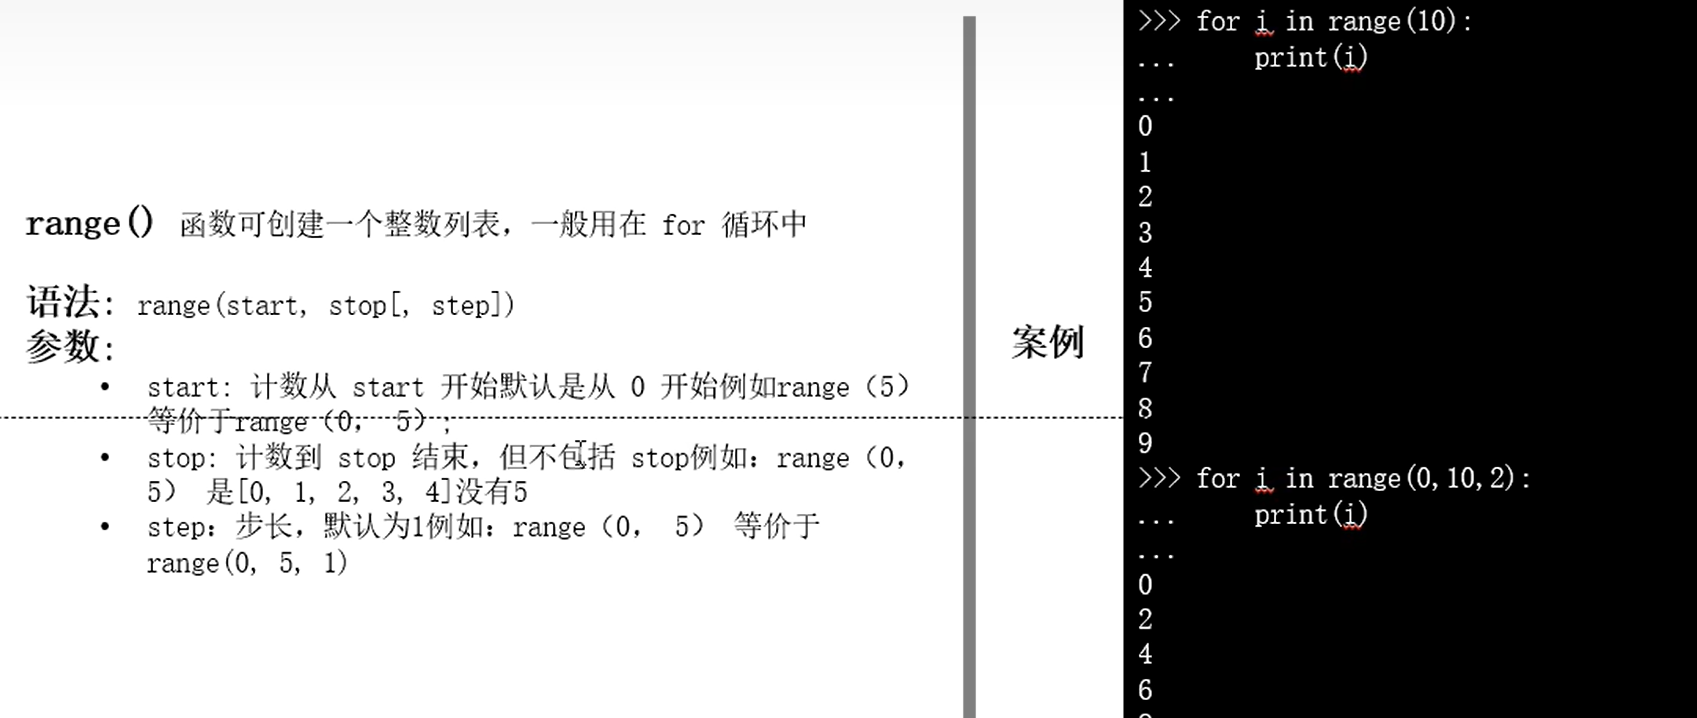 range() 函数可创建一个整数列表，一般用在 for 循环中
语法: range(start, stop[, step])
参数:
• start: 计数从 start 开始默认是从 0 开始例如range（5）
等价于range（0， 5）;
• stop: 计数到 stop 结束，但不包括 stop例如：range（0，
5） 是[0, 1, 2, 3, 4]没有5
• step：步长，默认为1例如：range（0， 5） 等价于
range(0, 5, 1)
案例
>>> for i in range(10):
...     print(i)
...
0
1
2
3
4
5
6
7
8
9
>>> for i in range(0,10,2):
...     print(i)
...
0
2
4
6